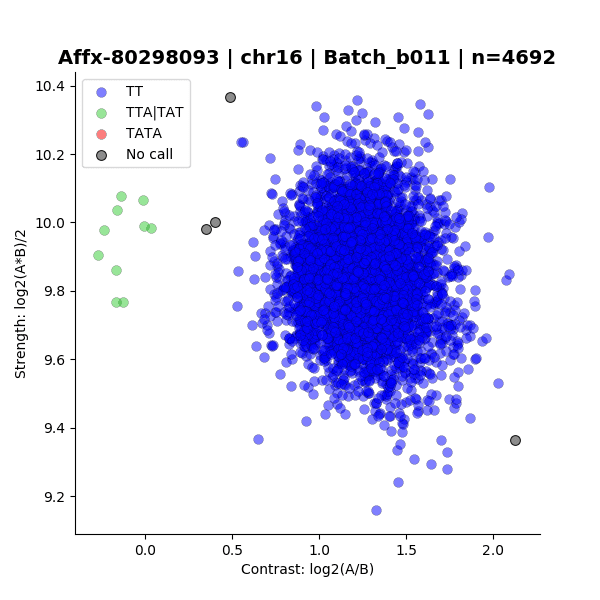 Affx-80298093 | chr16 | Batch_b011 | n=4692
TT
TTA|TAT
TATA
No call
10.4
10.2
10.0
9.8
9.6
9.4
9.2
Strength: log2(A*B)/2
0.0 0.5 1.0 1.5 2.0
Contrast: log2(A/B)